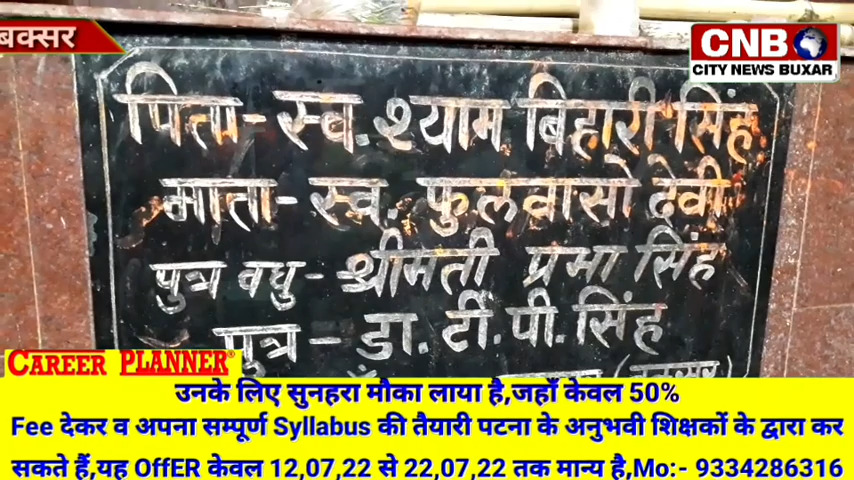 बक्सर
CNB
CITY NEWS BUXAR
पिता- स्व. श्याम बिहारी सिंह
माता- स्व. फुलवासो देवी
पुत्र वधु- श्रीमती प्रभा सिंह
पुत्र - डा. टी. पी. सिंह
CAREER PLANNER®
उनके लिए सुनहरा मौका लाया है,जहाँ केवल 50%
Fee देकर व अपना सम्पूर्ण Syllabus की तैयारी पटना के अनुभवी शिक्षकों के द्वारा कर
सकते हैं,यह OffER केवल 12,07,22 से 22,07,22 तक मान्य है,Mo:- 9334286316